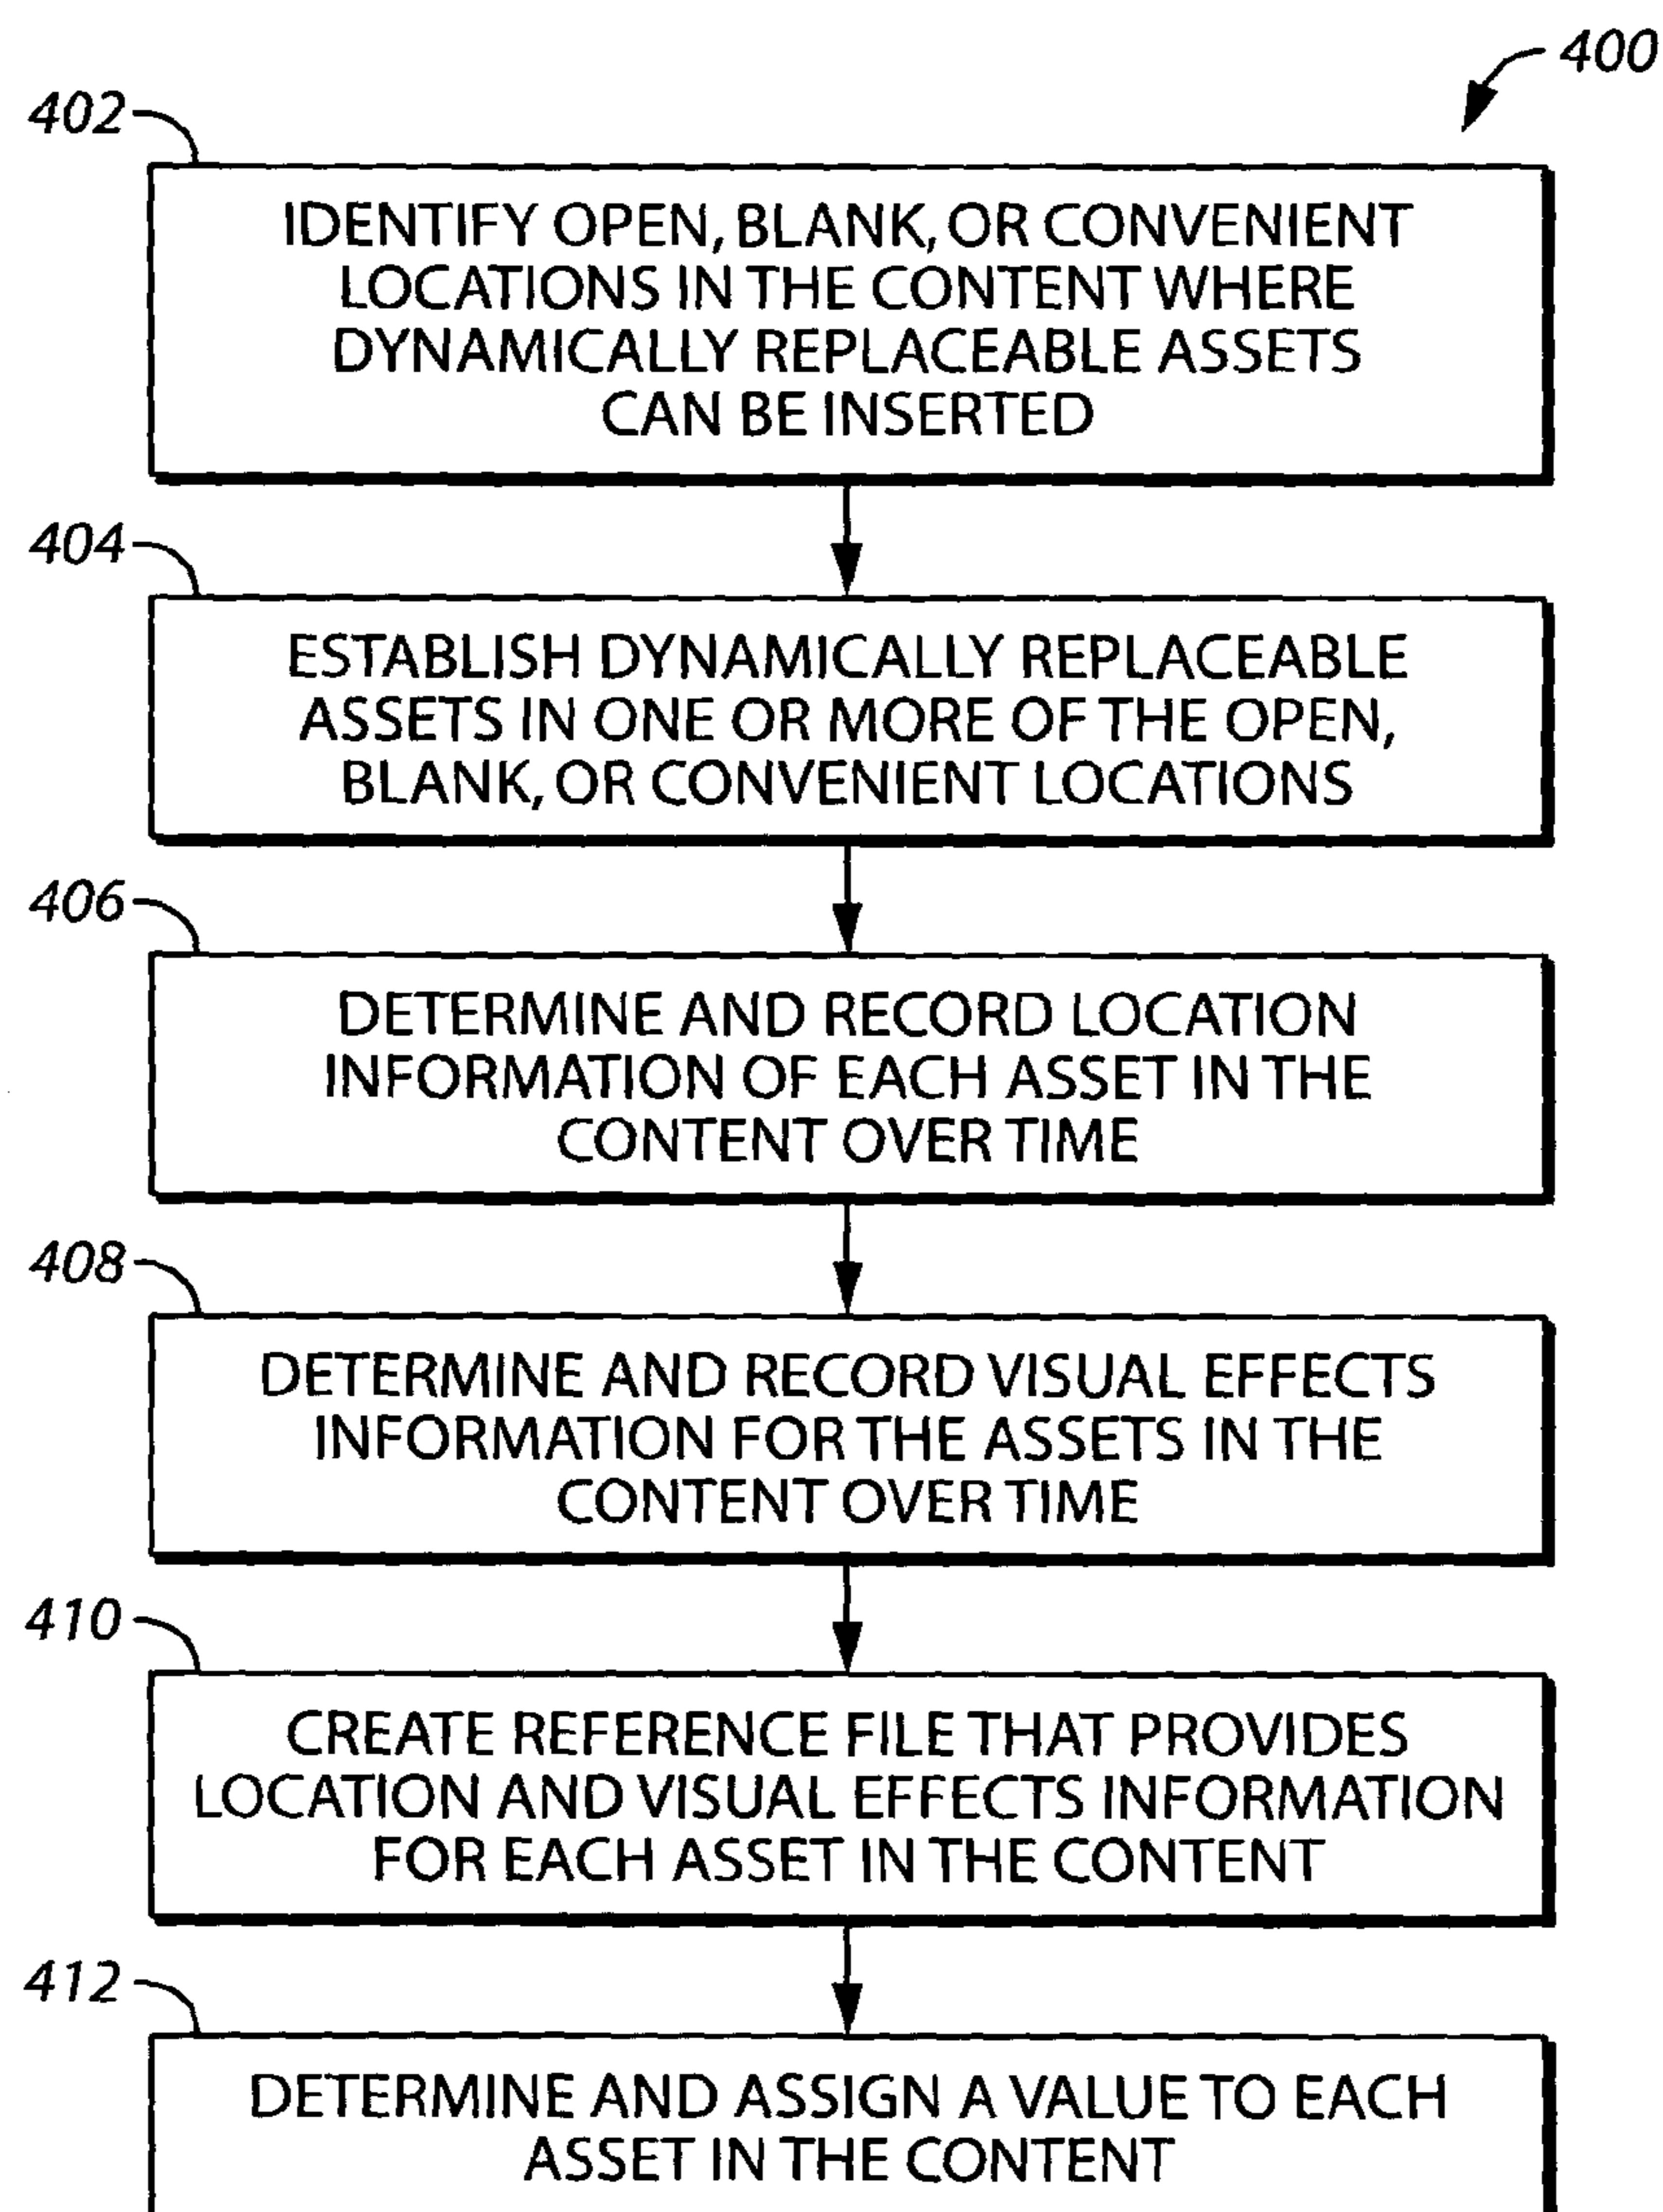 400
402
IDENTIFY OPEN, BLANK, OR CONVENIENT
LOCATIONS IN THE CONTENT WHERE
DYNAMICALLY REPLACEABLE ASSETS
CAN BE INSERTED
404
ESTABLISH DYNAMICALLY REPLACEABLE
ASSETS IN ONE OR MORE OF THE OPEN,
BLANK, OR CONVENIENT LOCATIONS
406
DETERMINE AND RECORD LOCATION
INFORMATION OF EACH ASSET IN THE
CONTENT OVER TIME
408
DETERMINE AND RECORD VISUAL EFFECTS
INFORMATION FOR THE ASSETS IN THE
CONTENT OVER TIME
410
CREATE REFERENCE FILE THAT PROVIDES
LOCATION AND VISUAL EFFECTS INFORMATION
FOR EACH ASSET IN THE CONTENT
412
DETERMINE AND ASSIGN A VALUE TO EACH
ASSET IN THE CONTENT